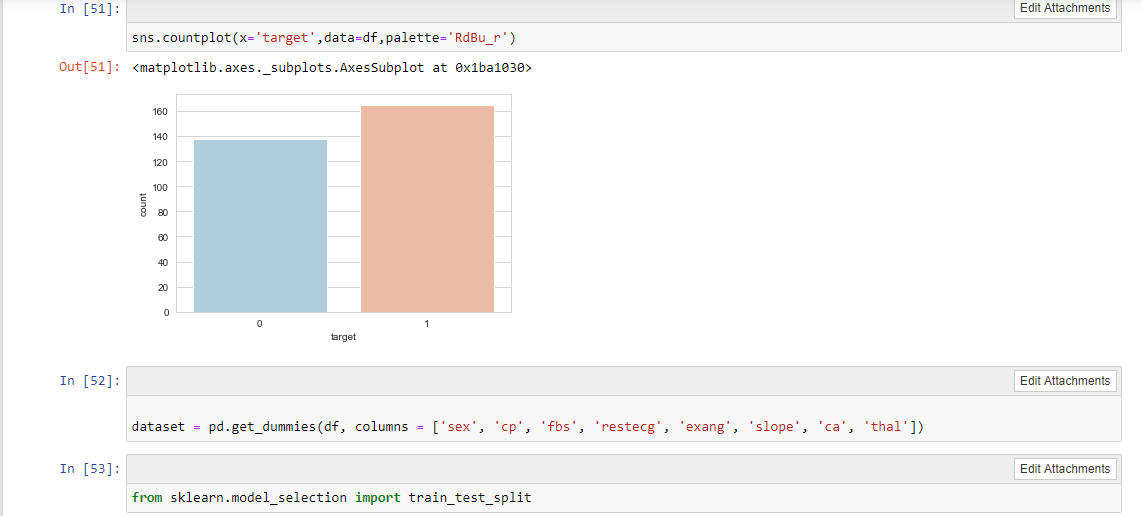 In [51]:
Edit Attachments
sns.countplot(x='target',data=df,palette='RdBu_r')
Out[51]: <matplotlib.axes._subplots.AxesSubplot at 0x1ba1030>
160
140
120
100
80
60
40
20
0
count
0 1
target
In [52]:
Edit Attachments
dataset = pd.get_dummies(df, columns = ['sex', 'cp', 'fbs', 'restecg', 'exang', 'slope', 'ca', 'thal'])
In [53]:
Edit Attachments
from sklearn.model_selection import train_test_split